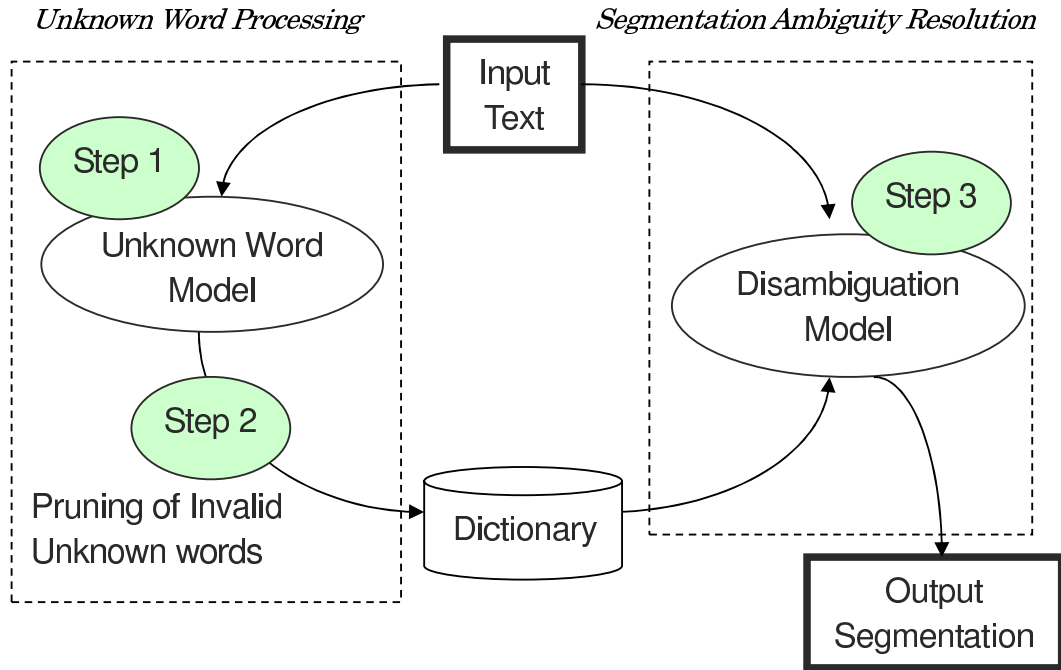 Unknown Word Processing
Segmentation Ambiguity Resolution
Input
Text
Step 1
Unknown Word
Model
Step 2
Pruning of Invalid
Unknown words
Dictionary
Step 3
Disambiguation
Model
Output
Segmentation